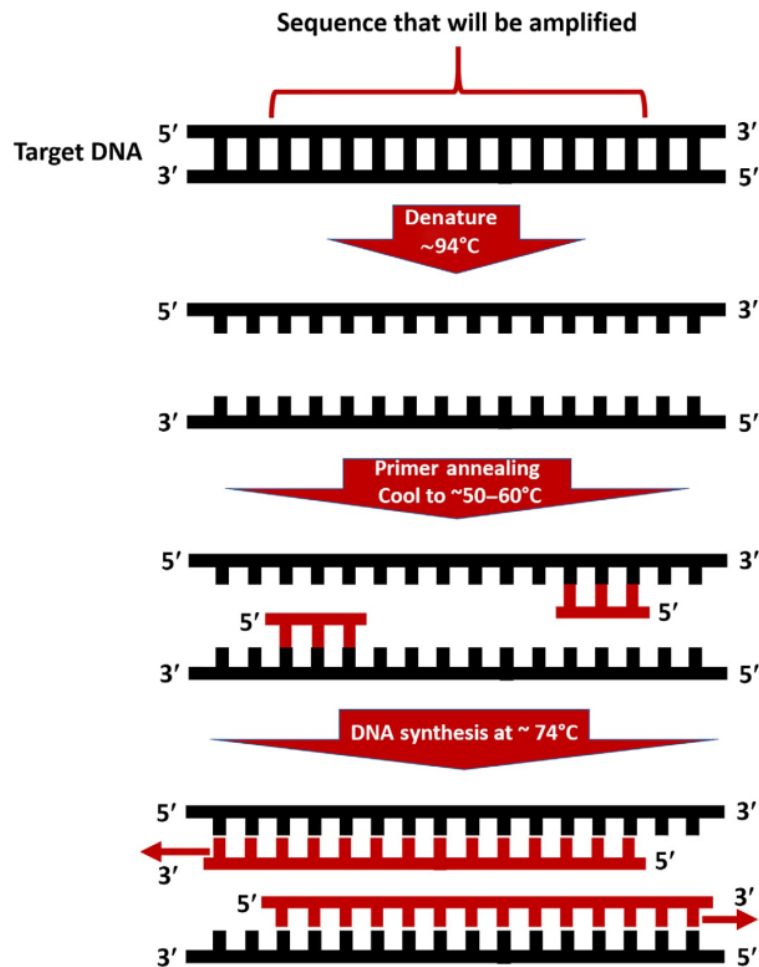 Sequence that will be amplified
5′ 3′
Target DNA
3′ 5′
Denature
~94°C
5′ 3′
3′ 5′
Primer annealing
Cool to ~50–60°C
5′ 3′
5′ 5′
3′ 5′
DNA synthesis at ~ 74°C
5′ 3′
3′ 5′
5′ 3′
3′ 5′